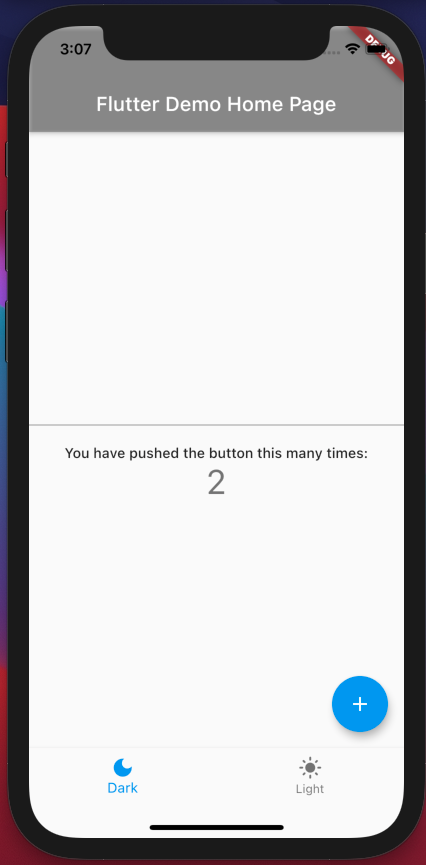 3:07
DEBUG
Flutter Demo Home Page
You have pushed the button this many times:
2
Dark
Light